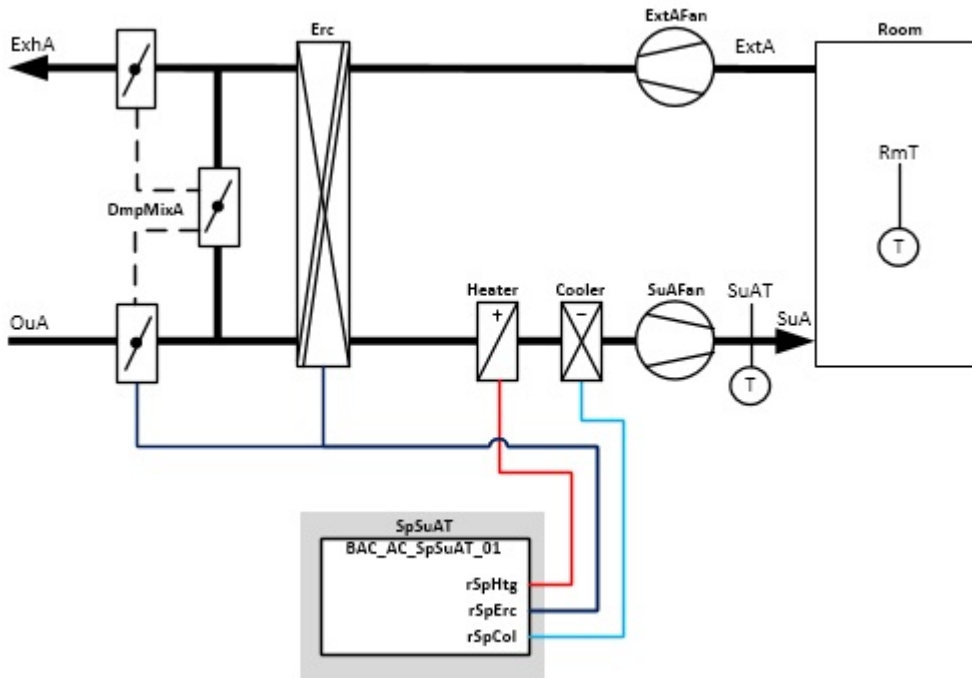 ExtAFan
ExhA
Erc
ExtA
Room
RmT
DmpMixA
T
Heater
Cooler
SuAFan
SuAT
OuA
+
−
SuA
T
SpSuAT
BAC_AC_SpSuAT_01
rSpHtg
rSpErc
rSpCol